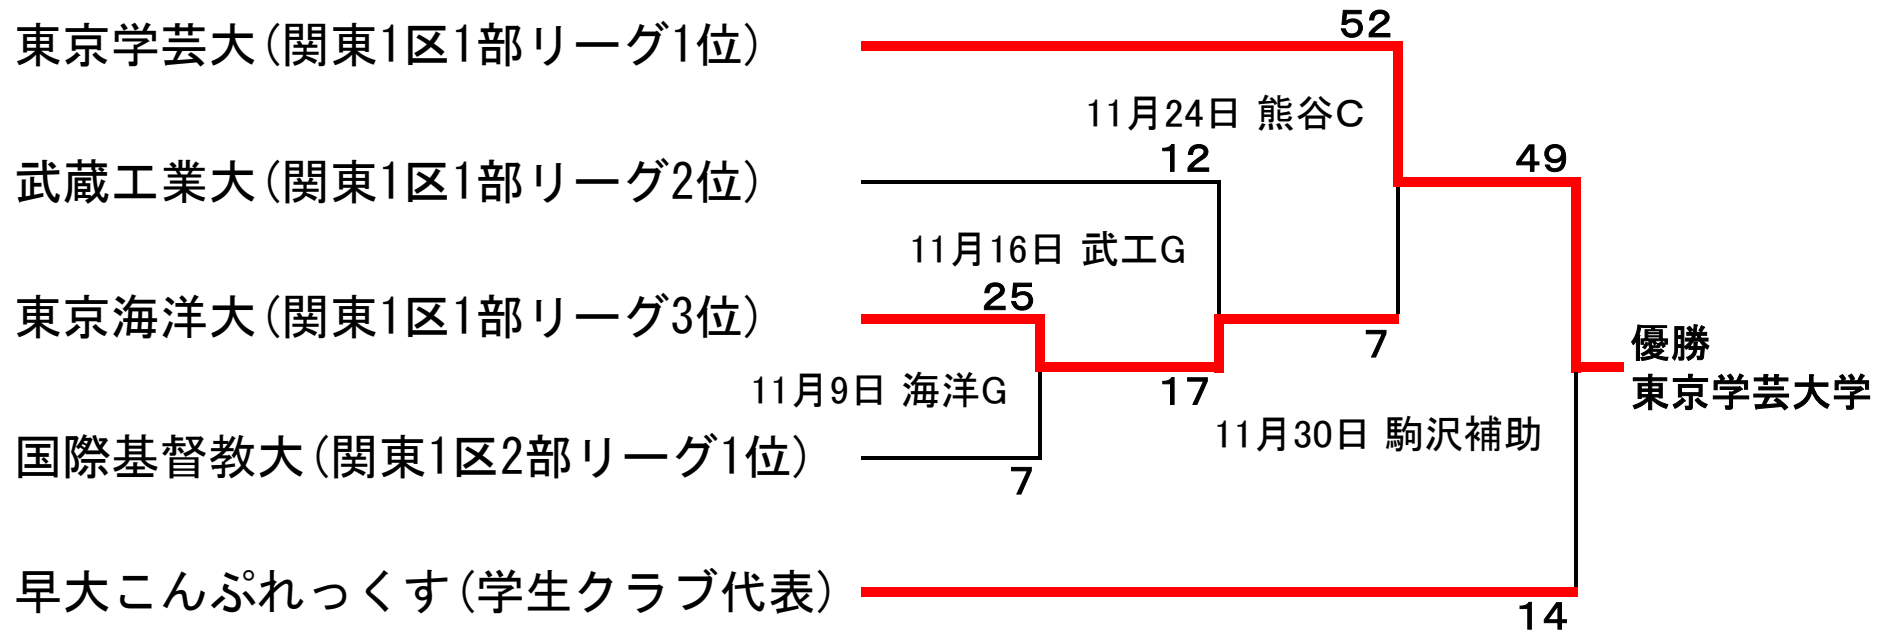 東京学芸大(関東1区1部リーグ1位)
52
11月24日 熊谷C
武蔵工業大(関東1区1部リーグ2位)
12
49
11月16日 武工G
東京海洋大(関東1区1部リーグ3位)
25
7
優勝
東京学芸大学
11月9日 海洋G
17
11月30日 駒沢補助
国際基督教大(関東1区2部リーグ1位)
7
早大こんぷれっくす(学生クラブ代表)
14